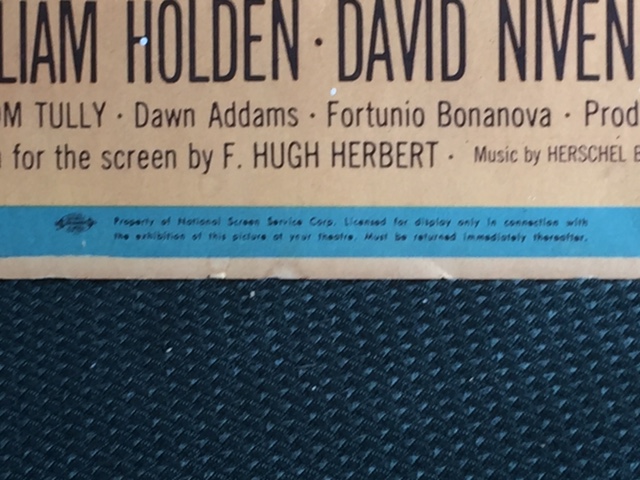 LIAM HOLDEN · DAVID NIVEN
OM TULLY · Dawn Addams · Fortunio Bonanova · Prod
for the screen by F. HUGH HERBERT · Music by HERSCHEL B
Property of National Screen Service Corp. Licensed for display only in connection with
the exhibition of this picture at your theatre. Must be returned immediately thereafter.